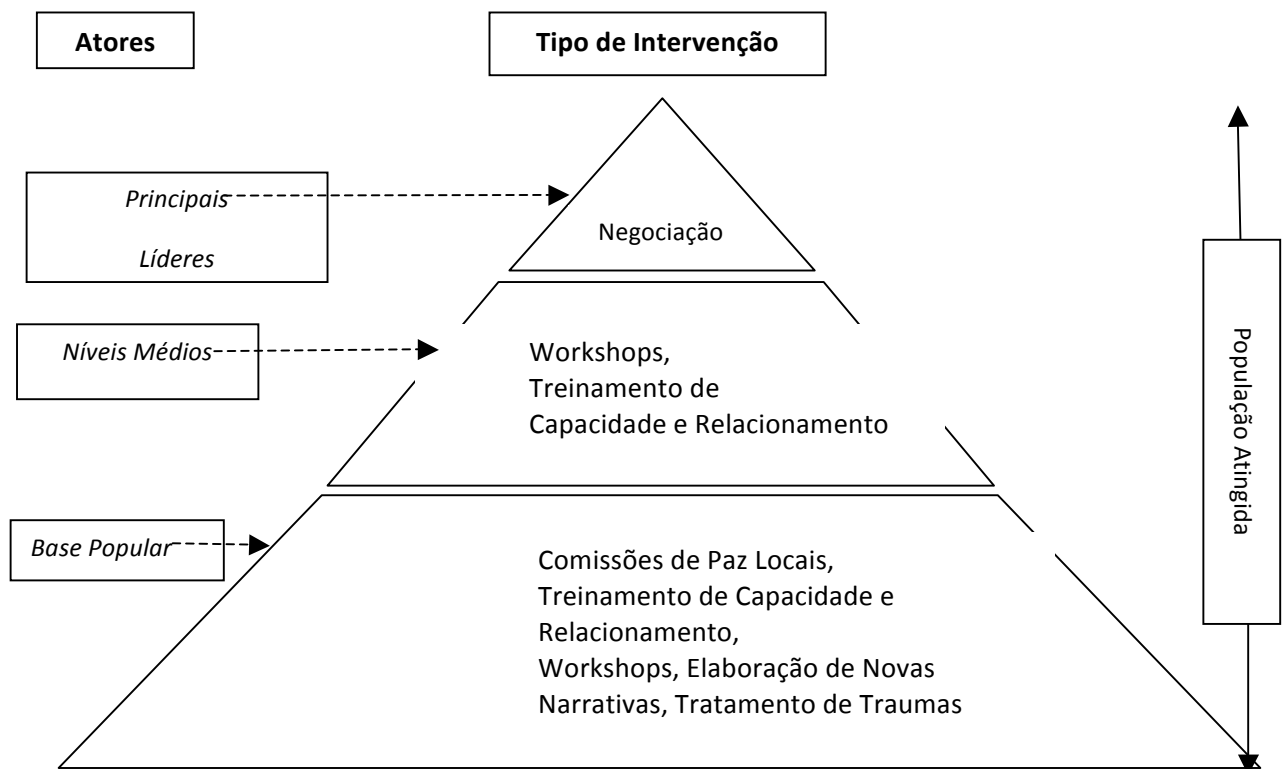 Atores
Tipo de Intervenção
Principais
Líderes
Negociação
Níveis Médios
Workshops,
Treinamento de
Capacidade e Relacionamento
População Atingida
Base Popular
Comissões de Paz Locais,
Treinamento de Capacidade e
Relacionamento,
Workshops, Elaboração de Novas
Narrativas, Tratamento de Traumas